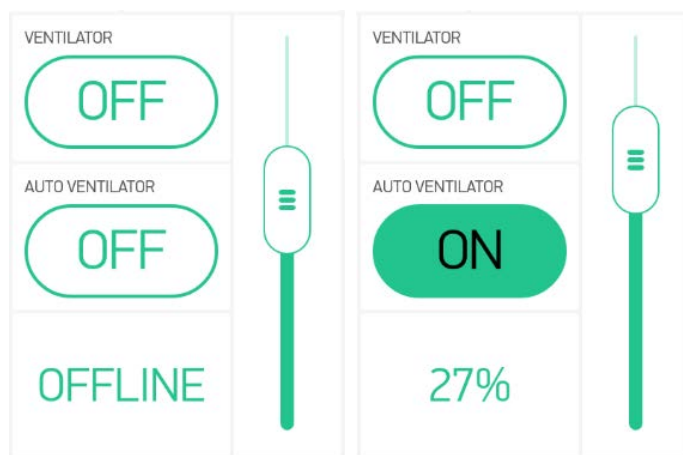 VENTILATOR
OFF
AUTO VENTILATOR
OFF
OFFLINE
VENTILATOR
OFF
AUTO VENTILATOR
ON
27%